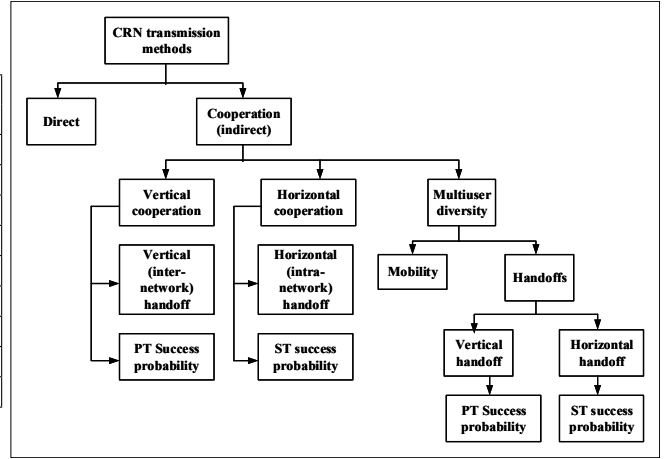 CRN transmission
methods
Direct
Cooperation
(indirect)
Vertical
cooperation
Horizontal
cooperation
Multiuser
diversity
Vertical
(inter-
network)
handoff
Horizontal
(intra-
network)
handoff
Mobility
Handoffs
PT Success
probability
ST success
probability
Vertical
handoff
Horizontal
handoff
PT Success
probability
ST success
probability